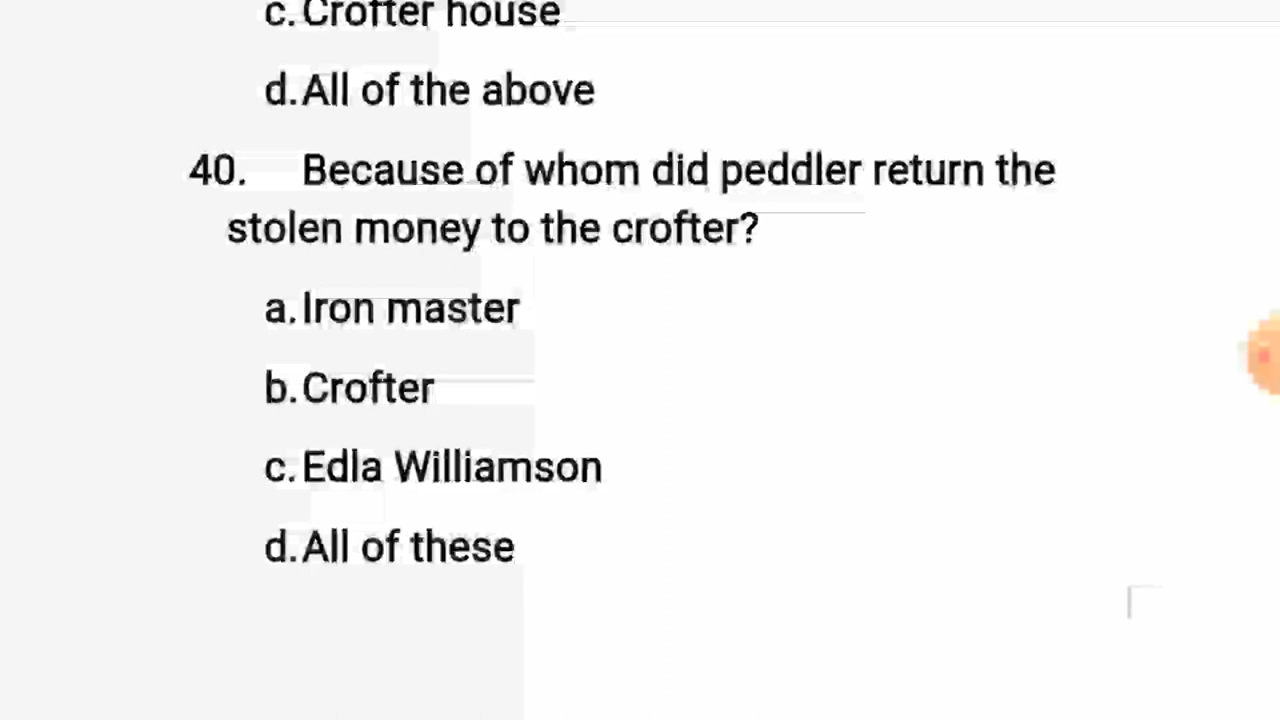 c. Crofter house
d. All of the above
40. Because of whom did peddler return the
stolen money to the crofter?
a. Iron master
b. Crofter
c. Edla Williamson
d. All of these